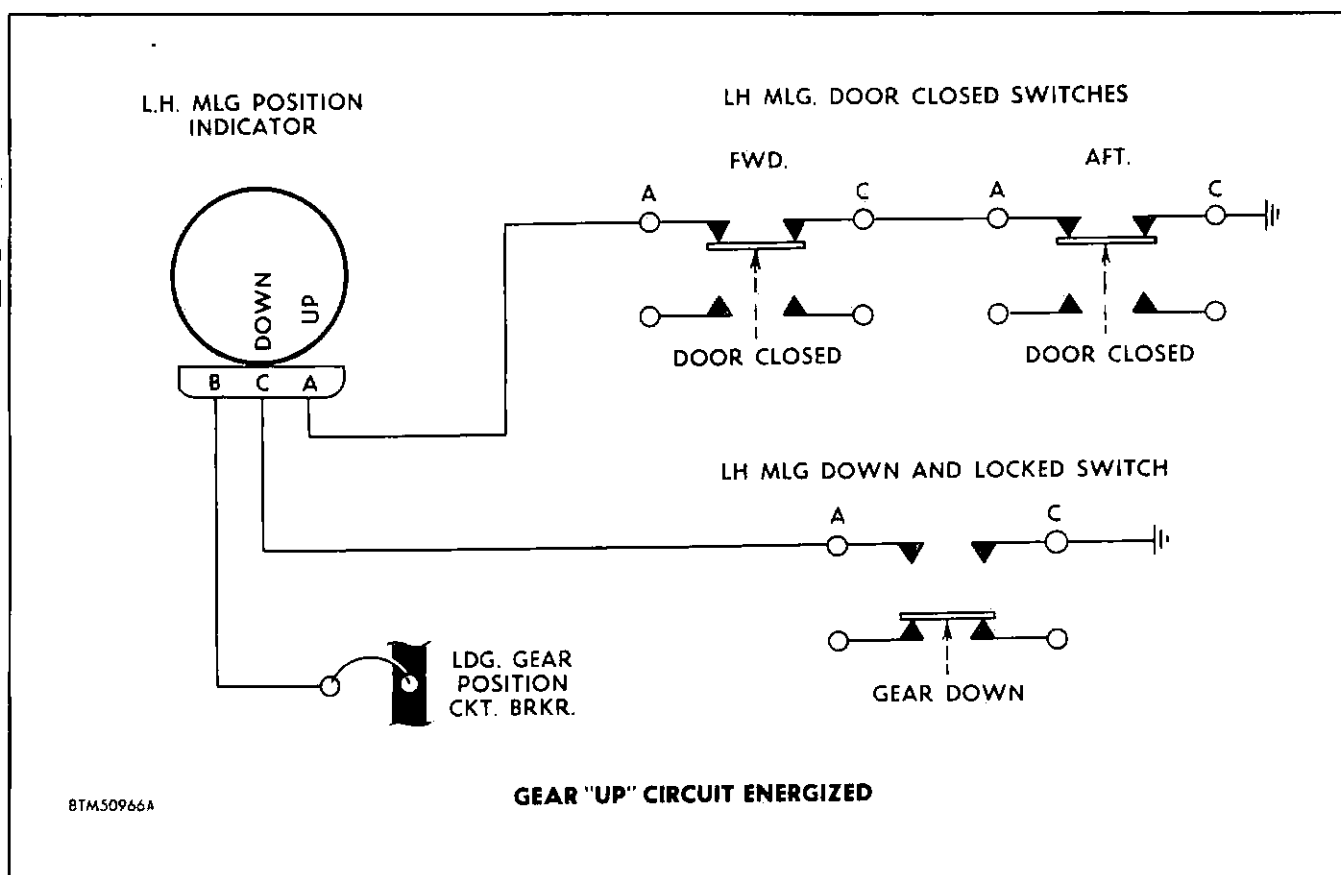 L.H. MLG POSITION
INDICATOR
DOWN
UP
B C A
LH MLG. DOOR CLOSED SWITCHES
FWD.
AFT.
A
C
A
C
DOOR CLOSED
DOOR CLOSED
LH MLG DOWN AND LOCKED SWITCH
A
C
GEAR DOWN
LDG. GEAR
POSITION
CKT. BRKR.
8TM50966A
GEAR "UP" CIRCUIT ENERGIZED